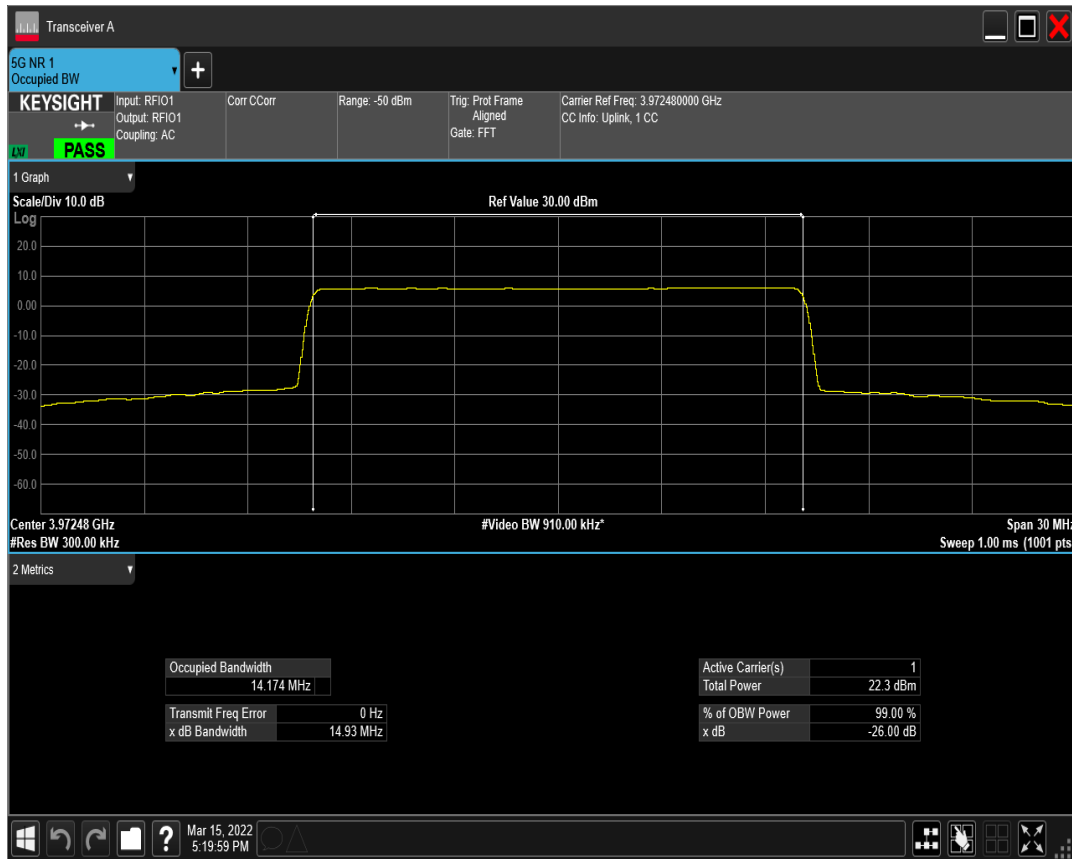 Transceiver A
5G NR 1
Occupied BW
+
KEYSIGHT
LXI
PASS
Input: RFIO1
Output: RFIO1
Coupling: AC
Corr CCorr
Range: -50 dBm
Trig: Prot Frame
Aligned
Gate: FFT
Carrier Ref Freq: 3.972480000 GHz
CC Info: Uplink, 1 CC
1 Graph
Scale/Div 10.0 dB
Ref Value 30.00 dBm
Log
20.0
10.0
0.00
-10.0
-20.0
-30.0
-40.0
-50.0
-60.0
Center 3.97248 GHz
#Video BW 910.00 kHz*
Span 30 MHz
#Res BW 300.00 kHz
Sweep 1.00 ms (1001 pts
2 Metrics
Occupied Bandwidth
14.174 MHz
Transmit Freq Error 0 Hz
x dB Bandwidth 14.93 MHz
Active Carrier(s) 1
Total Power 22.3 dBm
% of OBW Power 99.00 %
x dB -26.00 dB
?
Mar 15, 2022
5:19:59 PM